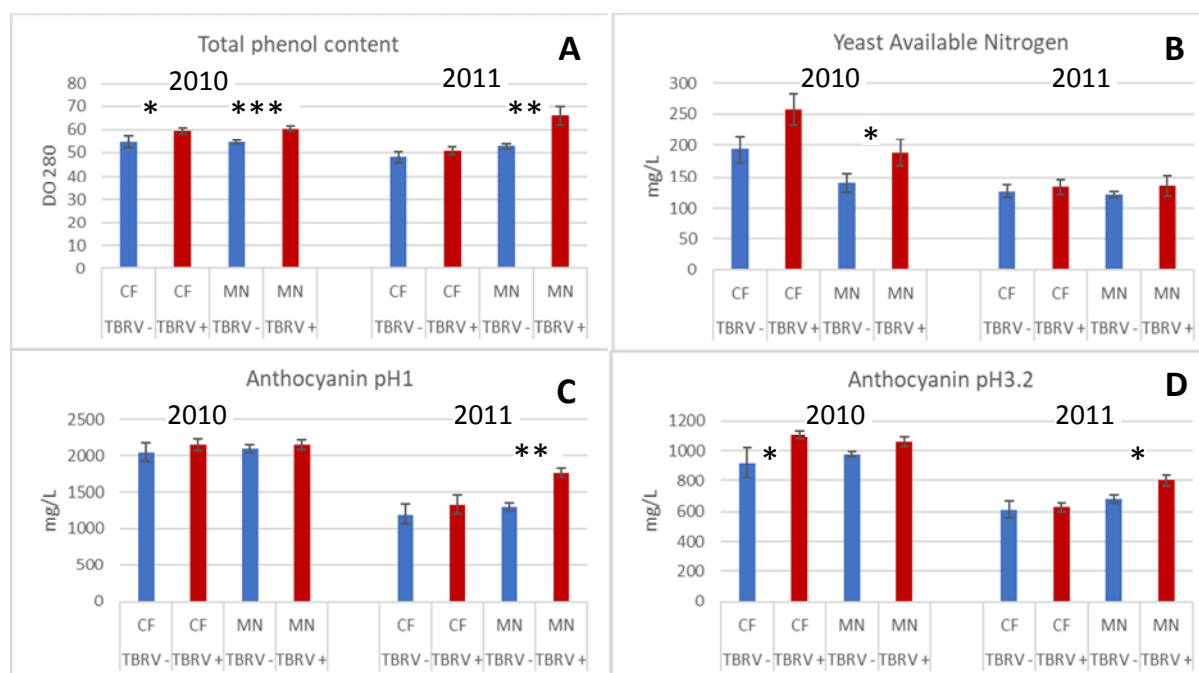 Total phenol content
A
2010
2011
* *** **
DO 280
80
70
60
50
40
30
20
10
0
CF CF MN MN CF CF MN MN
TBRV - TBRV + TBRV - TBRV + TBRV - TBRV + TBRV - TBRV +
Yeast Available Nitrogen
B
2010 2011
*
mg/L
300
250
200
150
100
50
0
CF CF MN MN CF CF MN MN
TBRV - TBRV + TBRV - TBRV + TBRV - TBRV + TBRV - TBRV +
Anthocyanin pH1
C
2010 2011
**
mg/L
2500
2000
1500
1000
500
0
CF CF MN MN CF CF MN MN
TBRV - TBRV + TBRV - TBRV + TBRV - TBRV + TBRV - TBRV +
Anthocyanin pH3.2
D
2010 2011
* *
mg/L
1200
1000
800
600
400
200
0
CF CF MN MN CF CF MN MN
TBRV - TBRV + TBRV - TBRV + TBRV - TBRV + TBRV - TBRV +